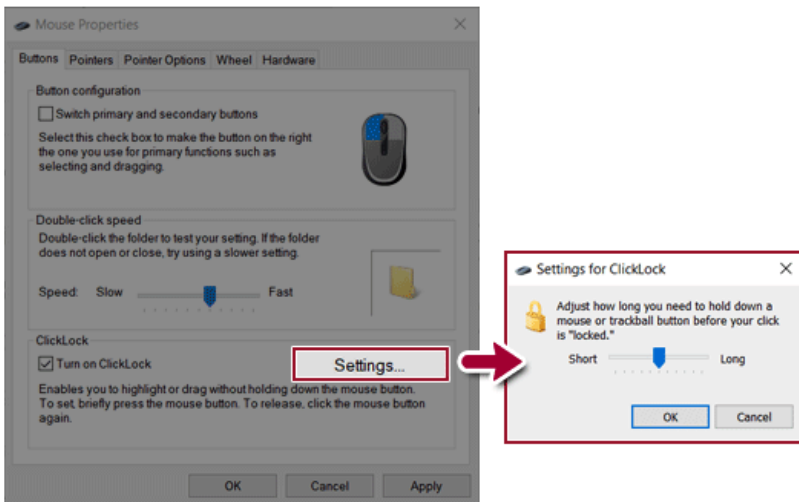 Mouse Properties
Buttons Pointers Pointer Options Wheel Hardware
Button configuration
Switch primary and secondary buttons
Select this check box to make the button on the right
the one you use for primary functions such as
selecting and dragging.
Double-click speed
Double-click the folder to test your setting. If the folder
does not open or close, try using a slower setting.
Speed: Slow Fast
ClickLock
Turn on ClickLock
Settings...
Enables you to highlight or drag without holding down the mouse button.
To set, briefly press the mouse button. To release, click the mouse button
again.
OK Cancel Apply
Settings for ClickLock
Adjust how long you need to hold down a
mouse or trackball button before your click
is "locked."
Short Long
OK Cancel